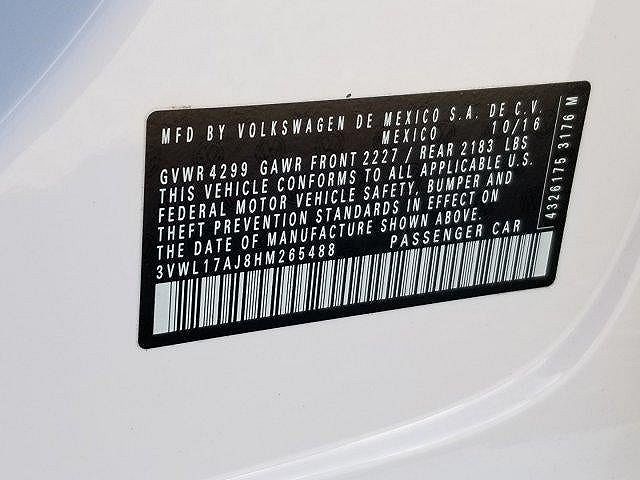 MFD BY VOLKSWAGEN DE MEXICO S.A. DE C.V.
MEXICO 10/16
GVWR 4299 GAWR FRONT 2227 / REAR 2183 LBS
THIS VEHICLE CONFORMS TO ALL APPLICABLE U.S.
FEDERAL MOTOR VEHICLE SAFETY, BUMPER AND
THEFT PREVENTION STANDARDS IN EFFECT ON
THE DATE OF MANUFACTURE SHOWN ABOVE.
3VWL17AJ8HM265488 PASSENGER CAR
4326175 3176 M